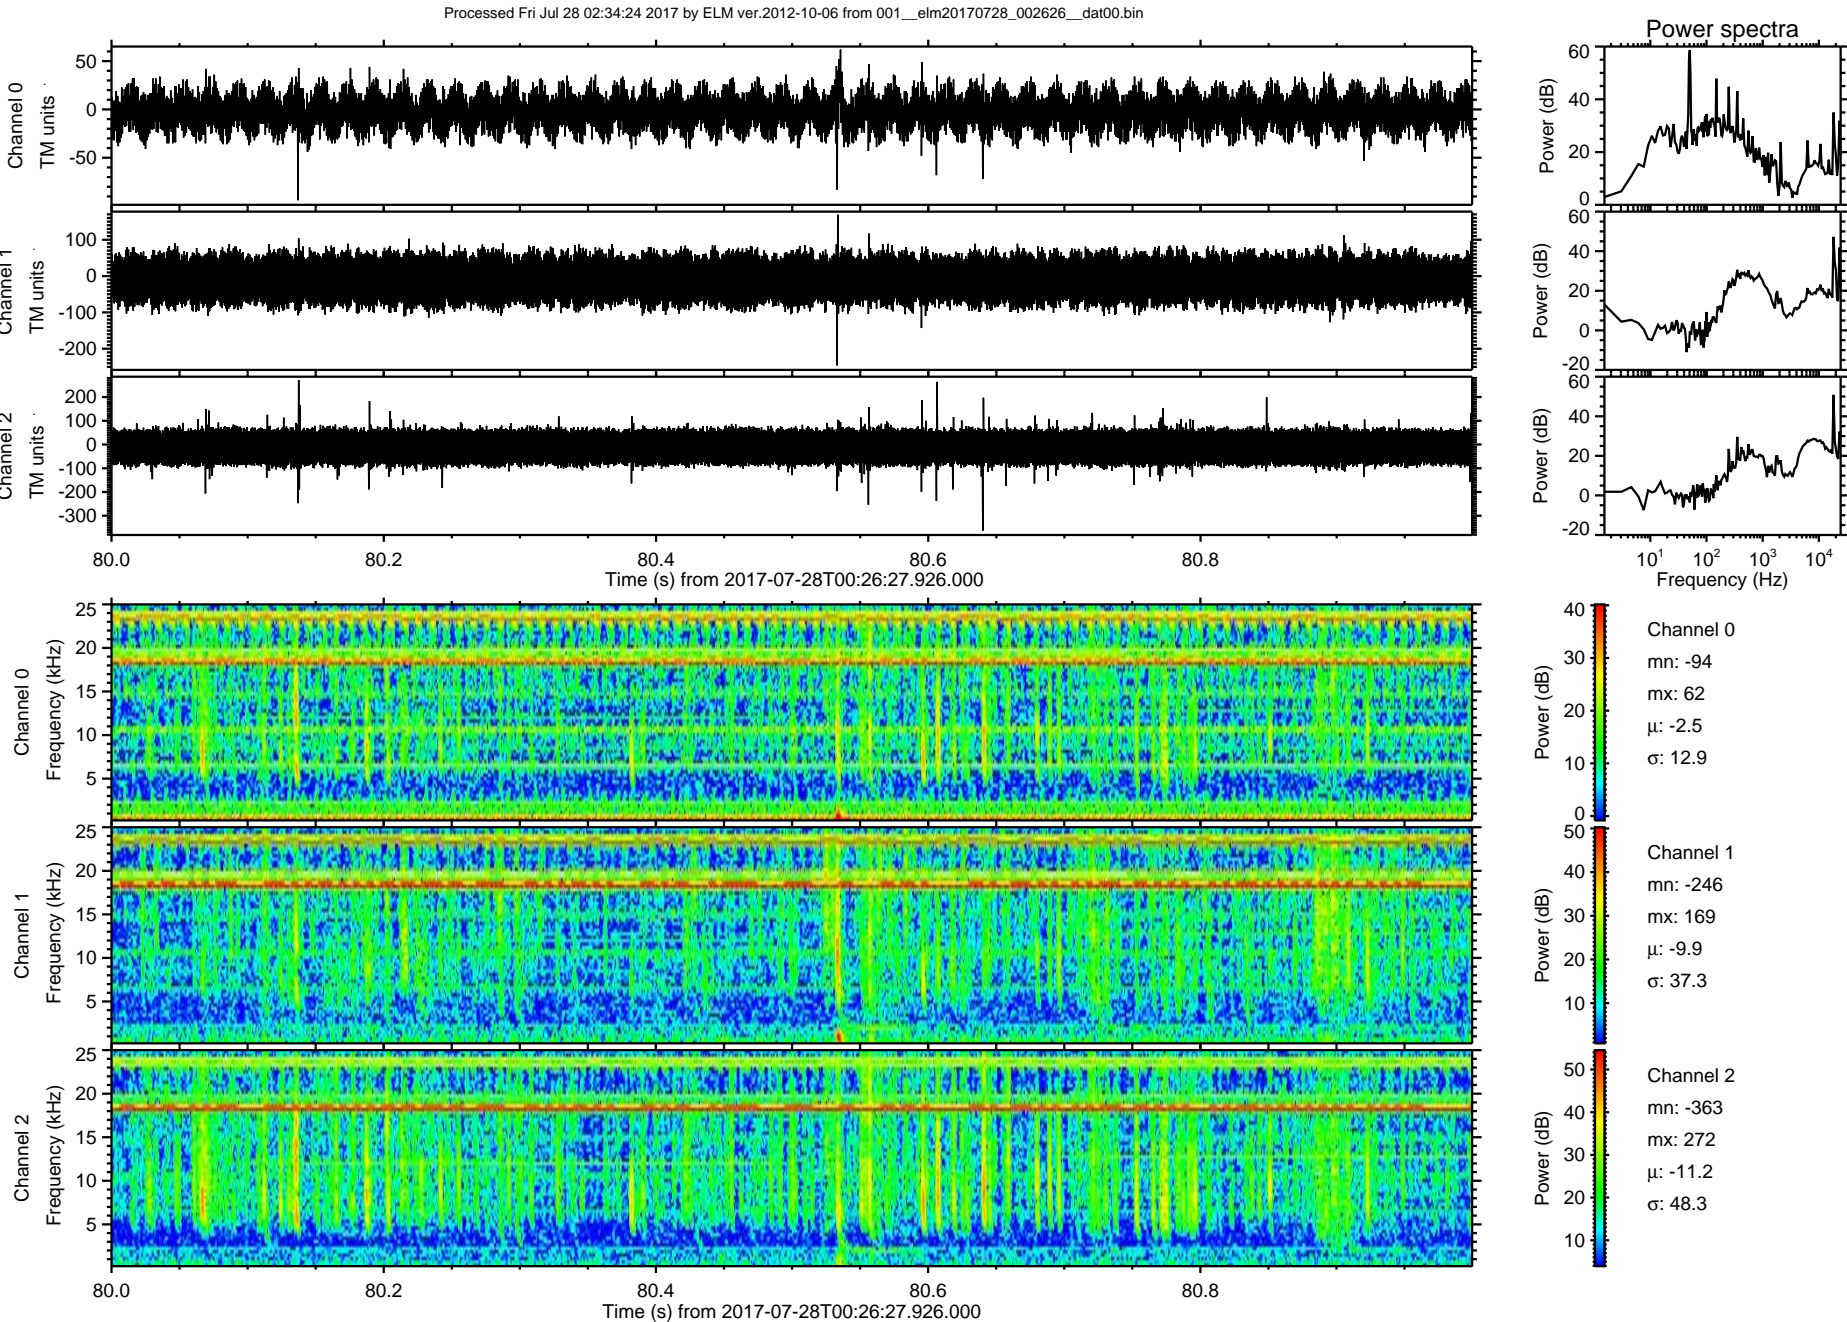 Processed Fri Jul 28 02:34:24 2017 by ELM ver.2012-10-06 from 001__elm20170728_002626__dat00.bin
Power spectra
Channel 0
TM units
50
0
-50
Power (dB)
60
40
20
0
Channel 1
TM units
100
0
-100
-200
Power (dB)
60
40
20
0
-20
Channel 2
TM units
200
100
0
-100
-200
-300
Power (dB)
60
40
20
0
-20
80.0 80.2 80.4 80.6 80.8
Time (s) from 2017-07-28T00:26:27.926.000
10^1 10^2 10^3 10^4
Frequency (Hz)
Channel 0
Frequency (kHz)
25
20
15
10
5
Power (dB)
40
30
20
10
0
Channel 0
mn: -94
mx: 62
μ: -2.5
σ: 12.9
Channel 1
Frequency (kHz)
25
20
15
10
5
Power (dB)
50
40
30
20
10
Channel 1
mn: -246
mx: 169
μ: -9.9
σ: 37.3
Channel 2
Frequency (kHz)
25
20
15
10
5
Power (dB)
50
40
30
20
10
Channel 2
mn: -363
mx: 272
μ: -11.2
σ: 48.3
80.0 80.2 80.4 80.6 80.8
Time (s) from 2017-07-28T00:26:27.926.000